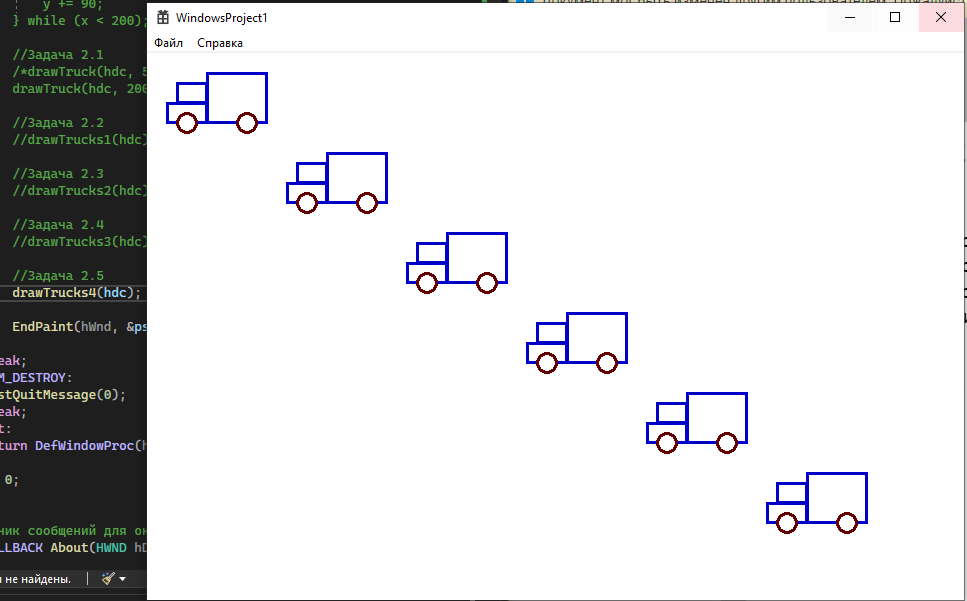 y += 90;
} while (x < 200);
//Задача 2.1
/*drawTruck(hdc, 5
drawTruck(hdc, 200
//Задача 2.2
//drawTrucks1(hdc)
//Задача 2.3
//drawTrucks2(hdc)
//Задача 2.4
//drawTrucks3(hdc)
//Задача 2.5
drawTrucks4(hdc);
EndPaint(hWnd, &ps
eak;
M_DESTROY:
stQuitMessage(0);
eak;
t:
turn DefWindowProc(h
0;
ник сообщений для ок
LLBACK About(HWND hD
и не найдены.
WindowsProject1
Файл Справка